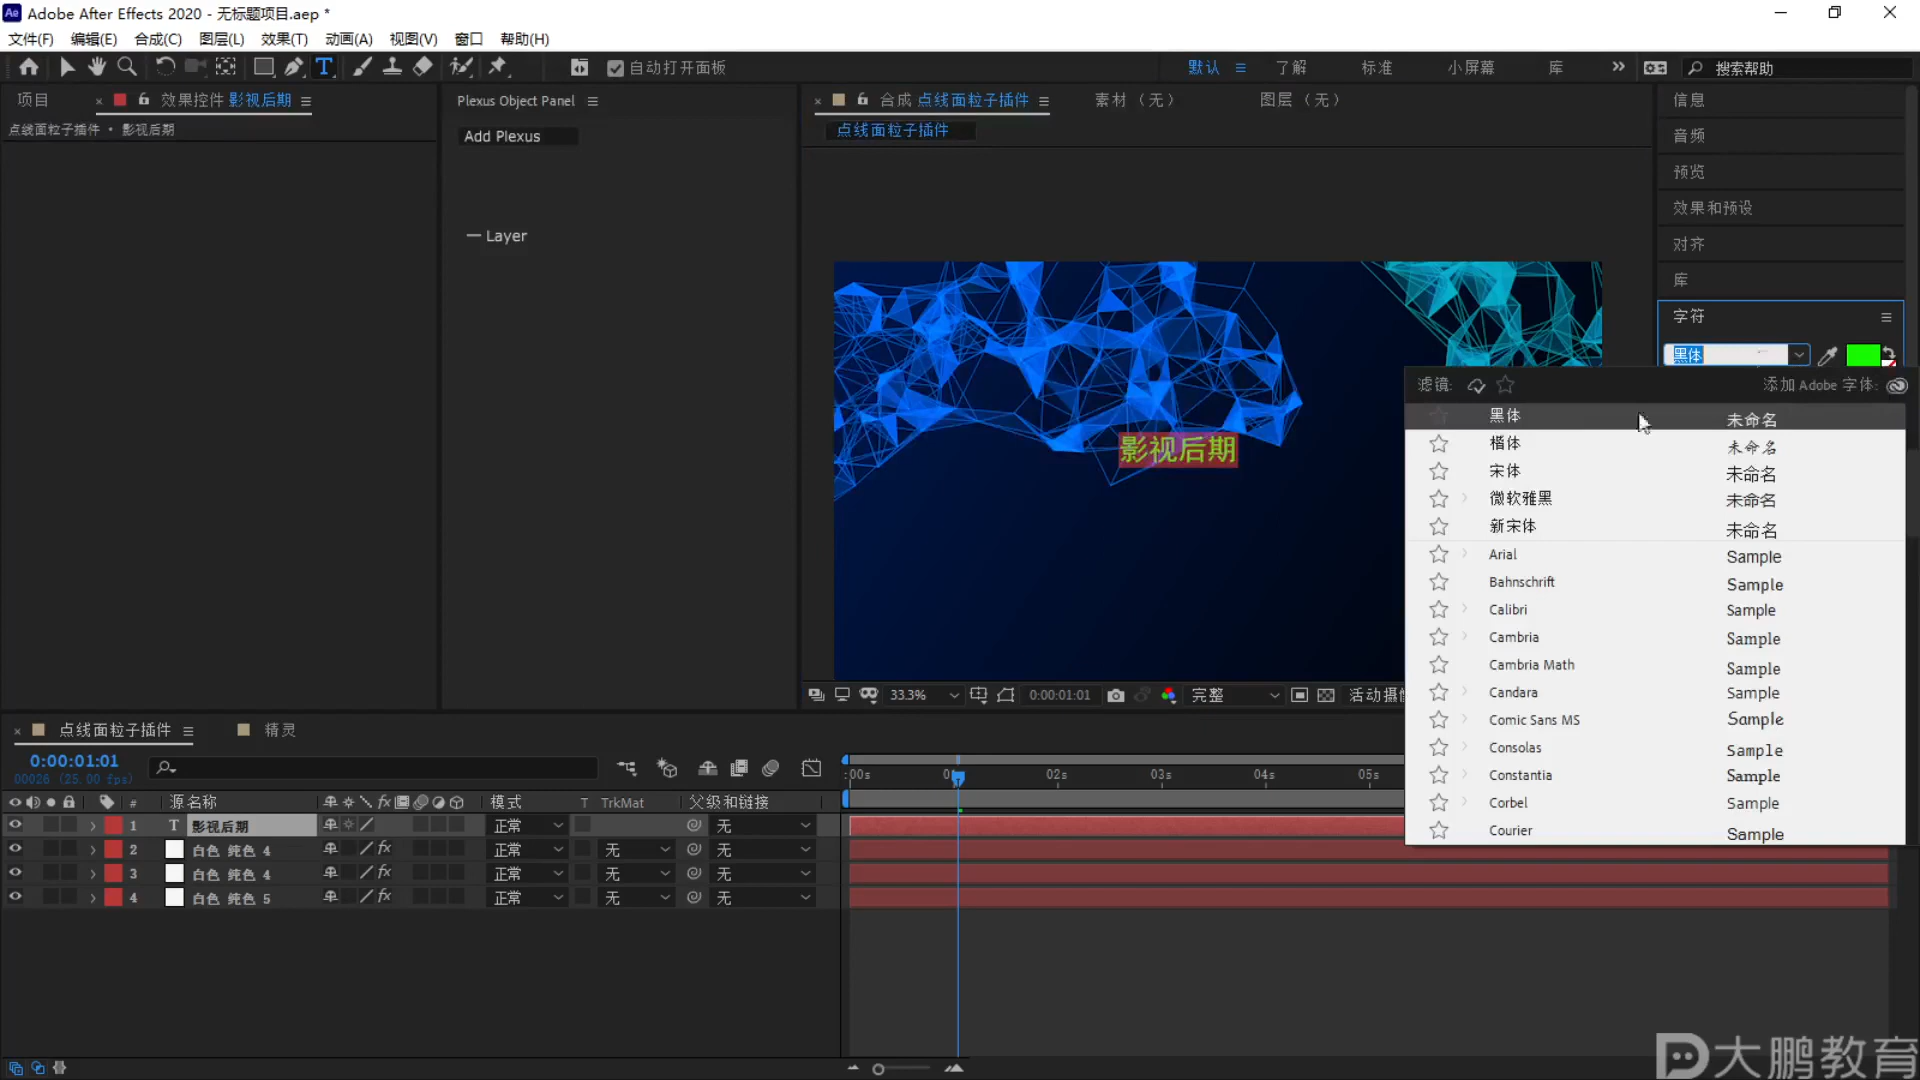 Adobe After Effects 2020 - 无标题项目.aep *
文件(F) 编辑(E) 合成(C) 图层(L) 效果(T) 动画(A) 视图(V) 窗口 帮助(H)
自动打开面板 默认 了解 标准 小屏幕 库 搜索帮助
项目 效果控件 影视后期
点线面粒子插件 • 影视后期
Plexus Object Panel
Add Plexus
Layer
合成 点线面粒子插件 素材 (无) 图层 (无)
点线面粒子插件
影视后期
信息
音频
预览
效果和预设
对齐
库
字符
黑体
滤镜: 添加 Adobe 字体:
黑体 未命名
楷体 未命名
宋体 未命名
微软雅黑 未命名
新宋体 未命名
Arial Sample
Bahnschrift Sample
Calibri Sample
Cambria Sample
Cambria Math Sample
Candara Sample
Comic Sans MS Sample
Consolas Sample
Constantia Sample
Corbel Sample
Courier Sample
33.3% 0:00:01:01 完整 活动摄
点线面粒子插件 精灵
0:00:01:01
00026 (25.00 fps)
:00s 02s 03s 04s 05s
# 源名称 fx 模式 T TrkMat 父级和链接
1 T 影视后期 正常 无
2 白色 纯色 4 fx 正常 无 无
3 白色 纯色 4 fx 正常 无 无
4 白色 纯色 5 fx 正常 无 无
大鹏教育